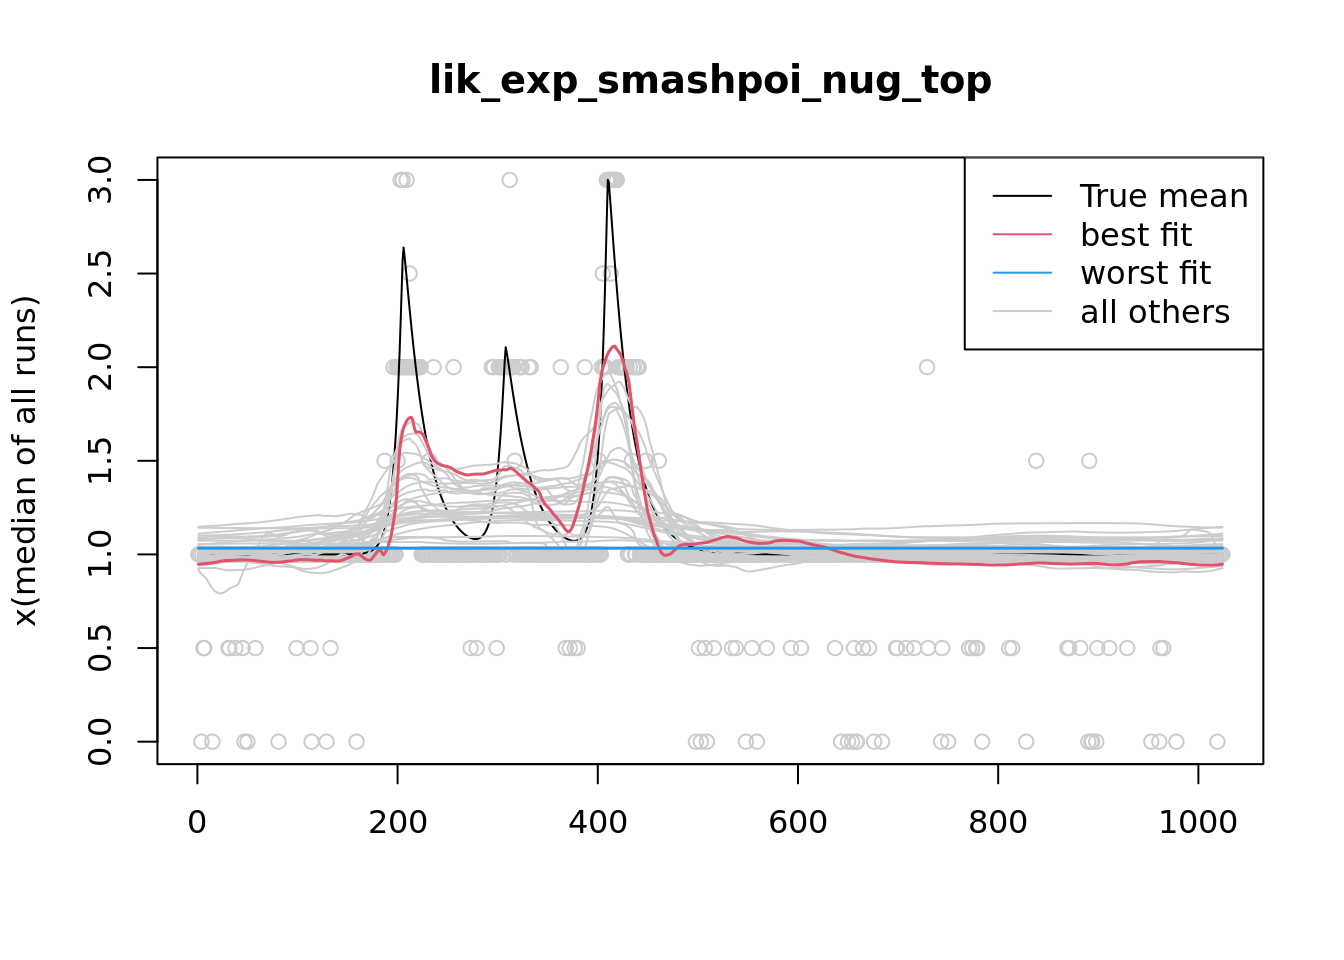 lik_exp_smashpoi_nug_top
x(median of all runs)
3.0
2.5
2.0
1.5
1.0
0.5
0.0
True mean
best fit
worst fit
all others
0 200 400 600 800 1000